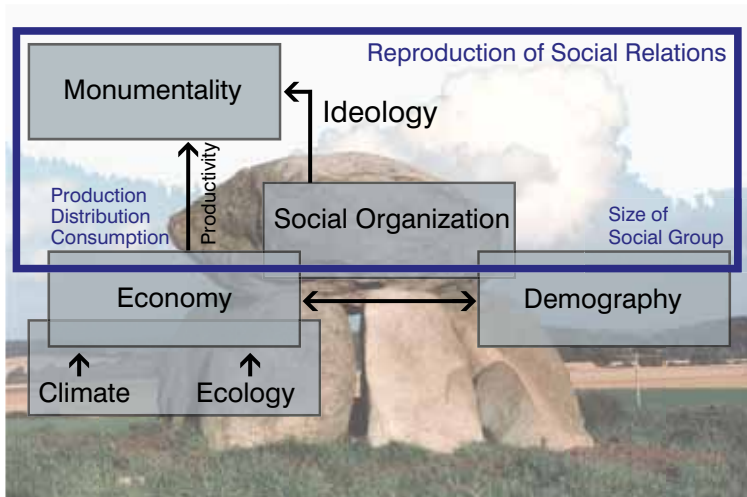 Reproduction of Social Relations
Monumentality
Ideology
Productivity
Production
Distribution
Consumption
Social Organization
Size of
Social Group
Economy
Demography
Climate
Ecology